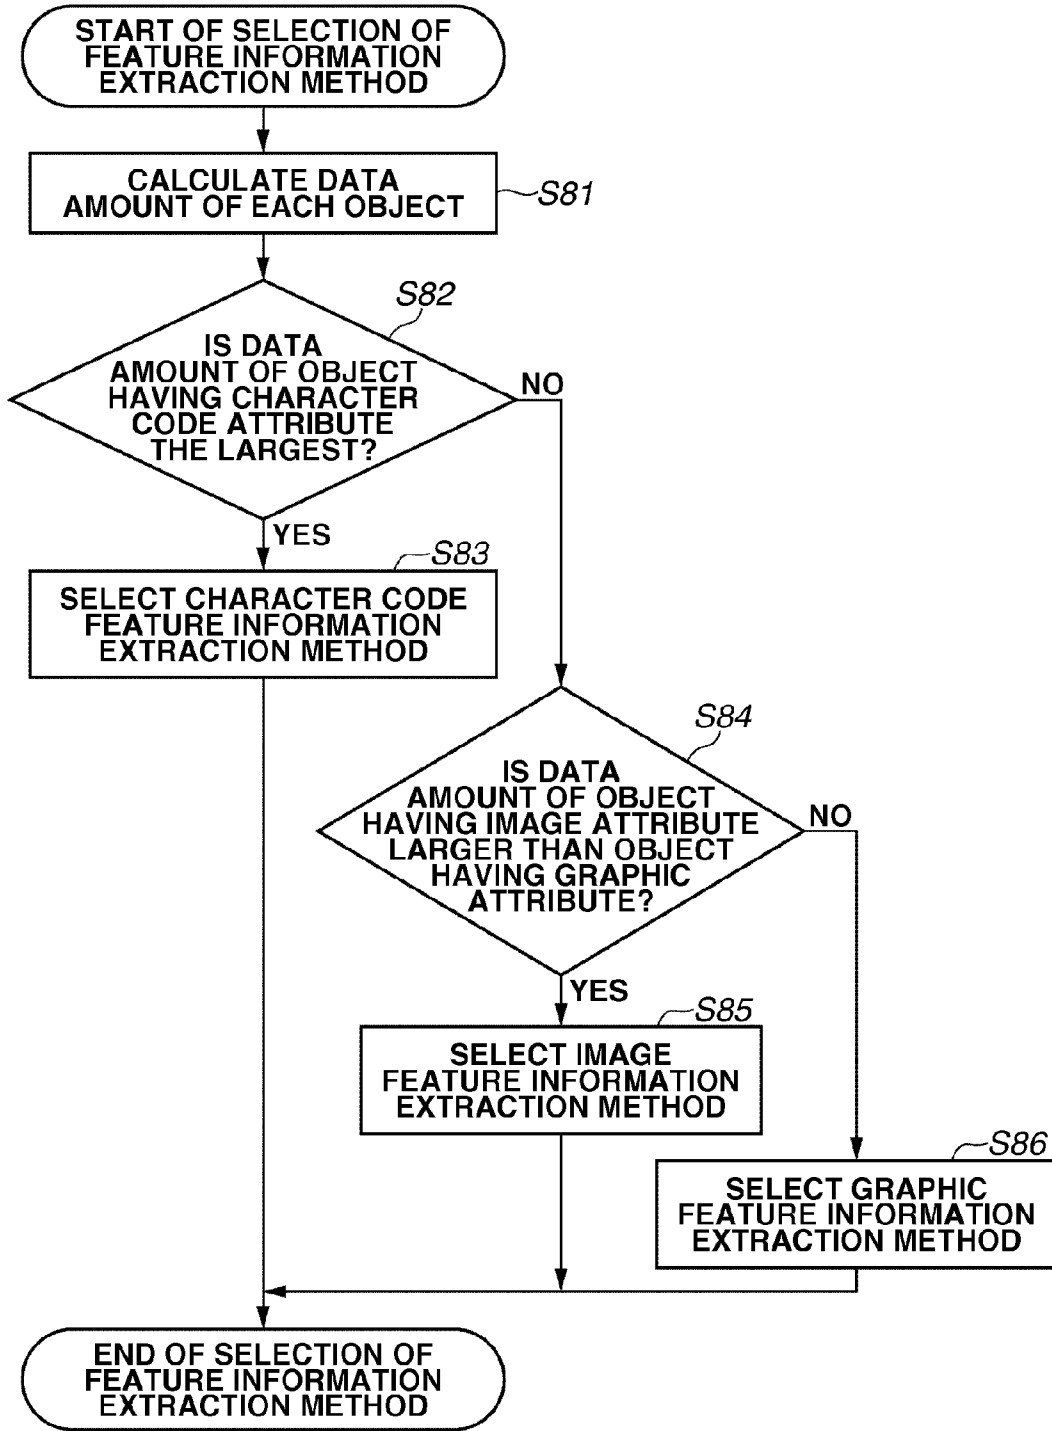 START OF SELECTION OF
FEATURE INFORMATION
EXTRACTION METHOD
CALCULATE DATA
AMOUNT OF EACH OBJECT
S81
S82
IS DATA
AMOUNT OF OBJECT
HAVING CHARACTER
CODE ATTRIBUTE
THE LARGEST?
NO
YES
S83
SELECT CHARACTER CODE
FEATURE INFORMATION
EXTRACTION METHOD
S84
IS DATA
AMOUNT OF OBJECT
HAVING IMAGE ATTRIBUTE
LARGER THAN OBJECT
HAVING GRAPHIC
ATTRIBUTE?
NO
YES
S85
SELECT IMAGE
FEATURE INFORMATION
EXTRACTION METHOD
S86
SELECT GRAPHIC
FEATURE INFORMATION
EXTRACTION METHOD
END OF SELECTION OF
FEATURE INFORMATION
EXTRACTION METHOD